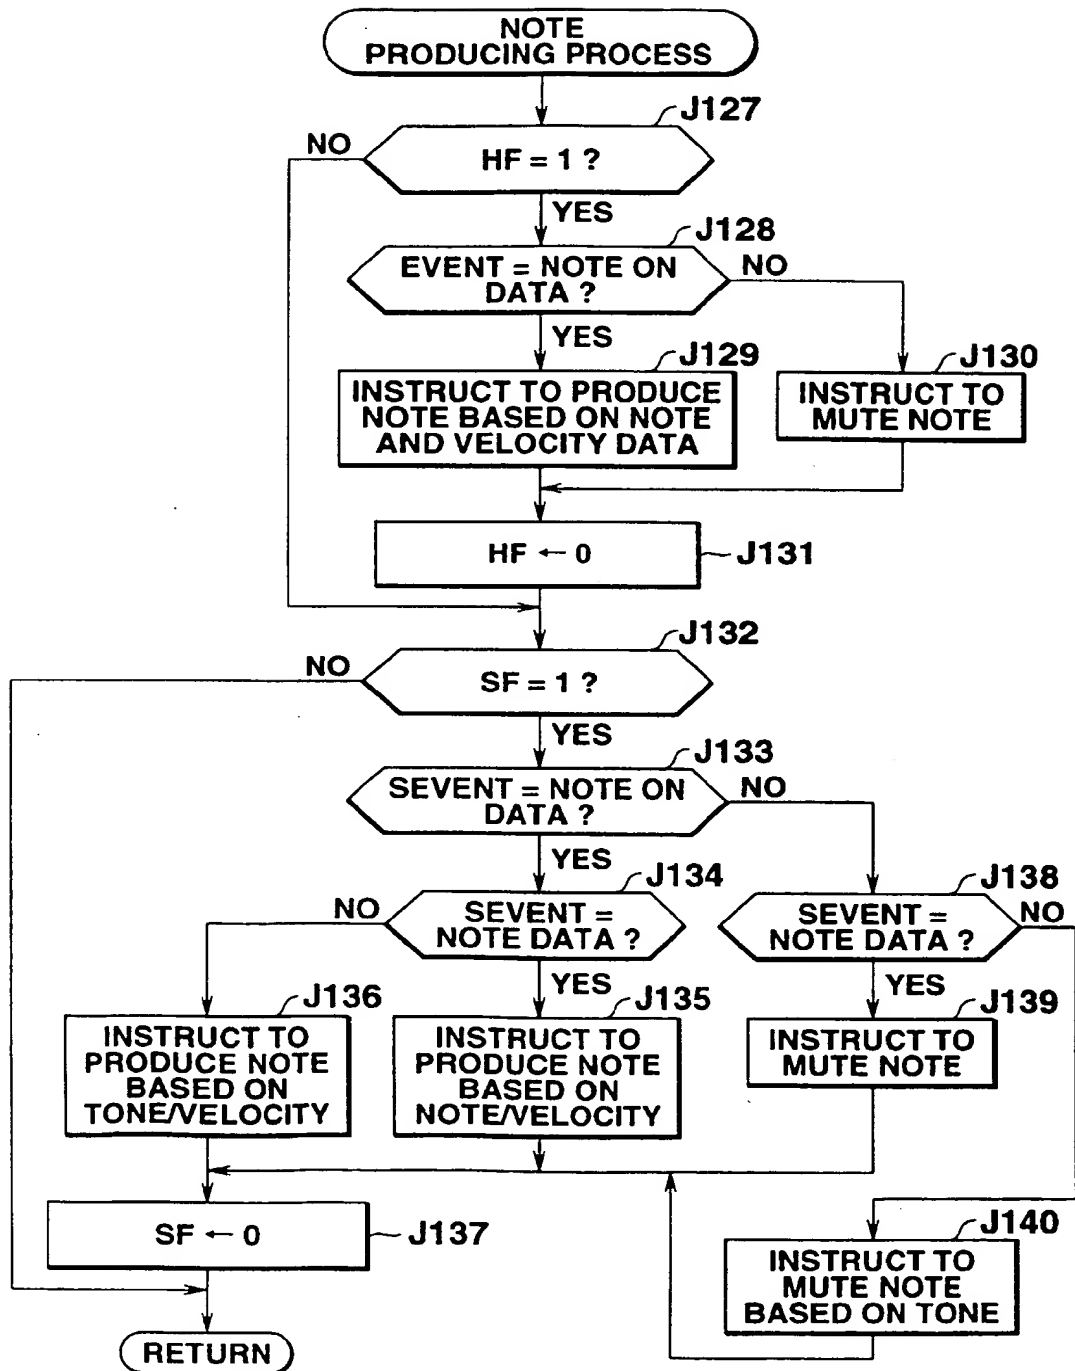 NOTE
PRODUCING PROCESS
J127
NO
HF = 1 ?
YES
J128
EVENT = NOTE ON
DATA ?
NO
YES
J129
INSTRUCT TO PRODUCE
NOTE BASED ON NOTE
AND VELOCITY DATA
J130
INSTRUCT TO
MUTE NOTE
HF ← 0
J131
J132
NO
SF = 1 ?
YES
J133
SEVENT = NOTE ON
DATA ?
NO
YES
J134
NO
SEVENT =
NOTE DATA ?
YES
J138
SEVENT =
NOTE DATA ?
NO
YES
J136
INSTRUCT TO
PRODUCE NOTE
BASED ON
TONE/VELOCITY
J135
INSTRUCT TO
PRODUCE NOTE
BASED ON
NOTE/VELOCITY
J139
INSTRUCT TO
MUTE NOTE
SF ← 0
J137
J140
INSTRUCT TO
MUTE NOTE
BASED ON TONE
RETURN